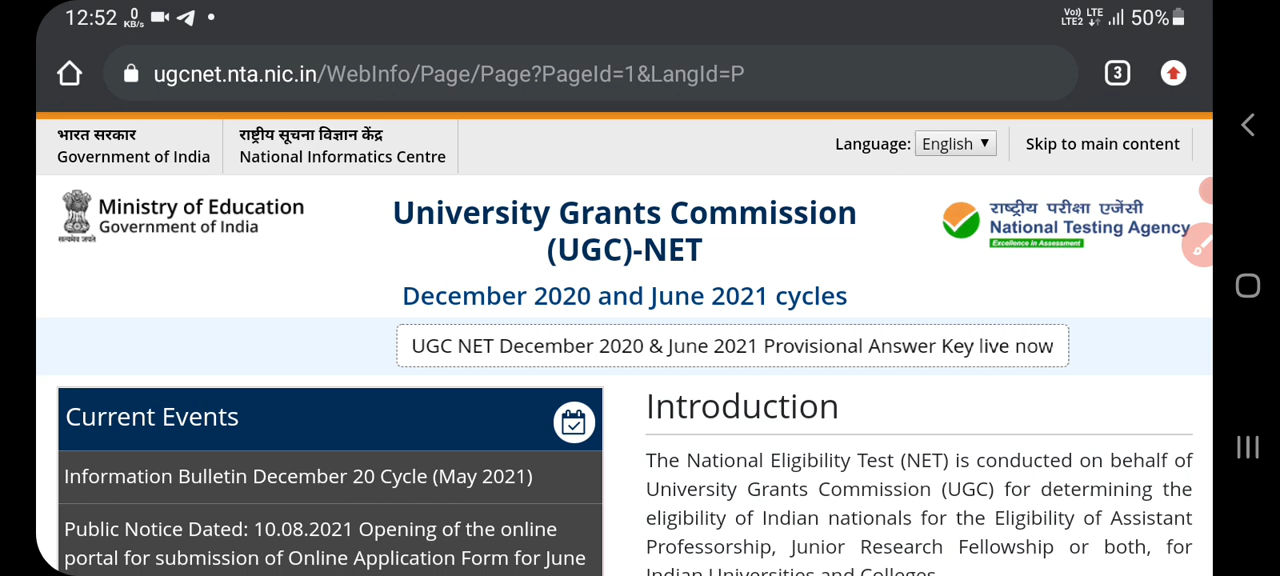 12:52 0 KB/s Vo) LTE LTE2 50%
ugcnet.nta.nic.in/WebInfo/Page/Page?PageId=1&LangId=P 3
भारत सरकार
Government of India
राष्ट्रीय सूचना विज्ञान केंद्र
National Informatics Centre
Language: English ▼ Skip to main content
सत्यमेव जयते
Ministry of Education
Government of India
University Grants Commission
(UGC)-NET
December 2020 and June 2021 cycles
राष्ट्रीय परीक्षा एजेंसी
National Testing Agency
Excellence in Assessment
UGC NET December 2020 & June 2021 Provisional Answer Key live now
Current Events
Information Bulletin December 20 Cycle (May 2021)
Public Notice Dated: 10.08.2021 Opening of the online
portal for submission of Online Application Form for June
Introduction
The National Eligibility Test (NET) is conducted on behalf of
University Grants Commission (UGC) for determining the
eligibility of Indian nationals for the Eligibility of Assistant
Professorship, Junior Research Fellowship or both, for
Indian Universities and Colleges.